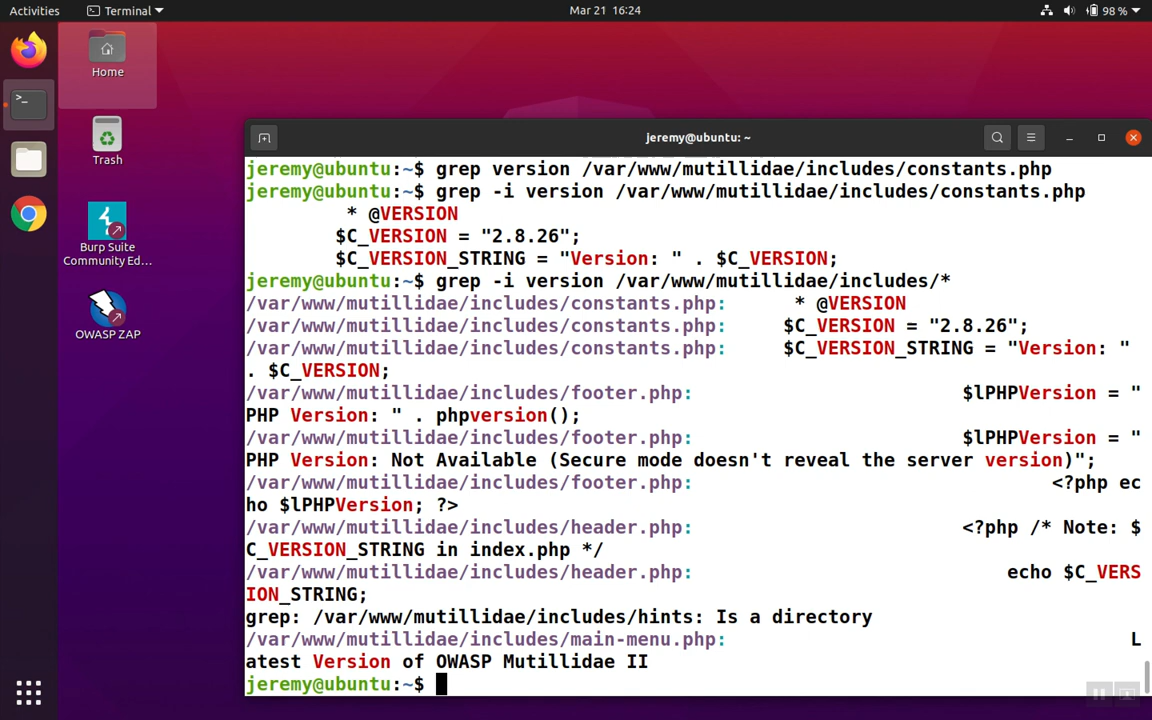 Activities
Terminal
Mar 21 16:24
98 %
Home
Trash
Burp Suite
Community Ed...
OWASP ZAP
jeremy@ubuntu: ~
jeremy@ubuntu:~$ grep version /var/www/mutillidae/includes/constants.php
jeremy@ubuntu:~$ grep -i version /var/www/mutillidae/includes/constants.php
* @VERSION
$C_VERSION = "2.8.26";
$C_VERSION_STRING = "Version: " . $C_VERSION;
jeremy@ubuntu:~$ grep -i version /var/www/mutillidae/includes/*
/var/www/mutillidae/includes/constants.php: * @VERSION
/var/www/mutillidae/includes/constants.php: $C_VERSION = "2.8.26";
/var/www/mutillidae/includes/constants.php: $C_VERSION_STRING = "Version: "
. $C_VERSION;
/var/www/mutillidae/includes/footer.php: $lPHPVersion = "
PHP Version: " . phpversion();
/var/www/mutillidae/includes/footer.php: $lPHPVersion = "
PHP Version: Not Available (Secure mode doesn't reveal the server version)";
/var/www/mutillidae/includes/footer.php: <?php ec
ho $lPHPVersion; ?>
/var/www/mutillidae/includes/header.php: <?php /* Note: $
C_VERSION_STRING in index.php */
/var/www/mutillidae/includes/header.php: echo $C_VERS
ION_STRING;
grep: /var/www/mutillidae/includes/hints: Is a directory
/var/www/mutillidae/includes/main-menu.php: L
atest Version of OWASP Mutillidae II
jeremy@ubuntu:~$